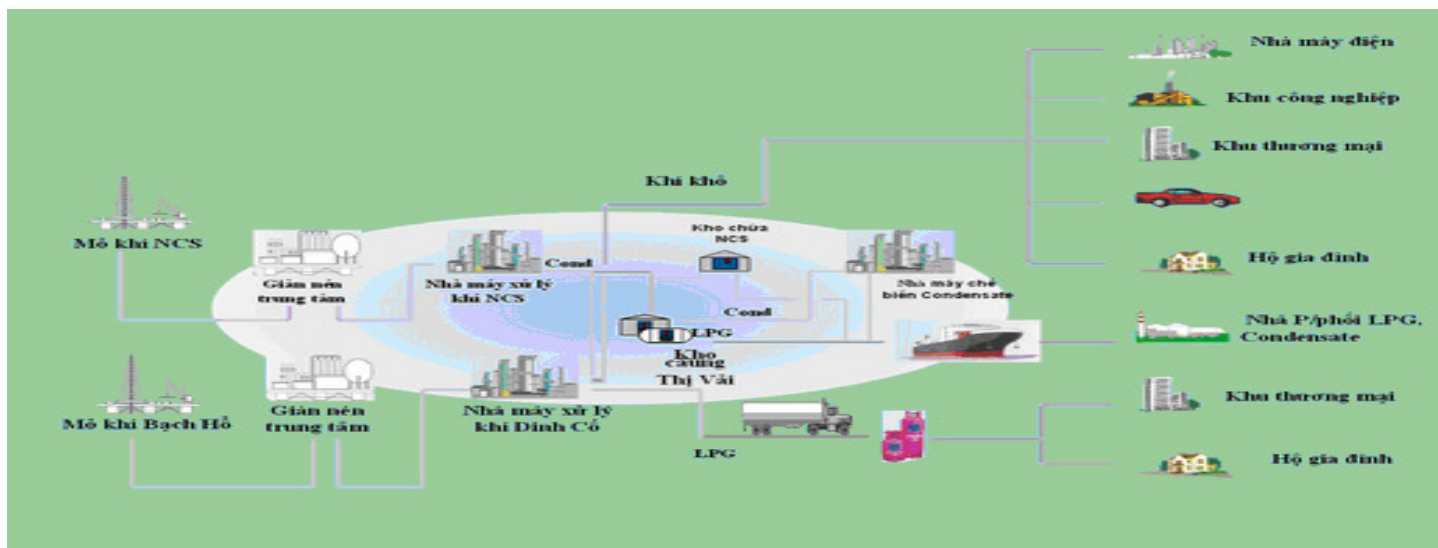 Nhà máy điện
Khu công nghiệp
Khu thương mại
Khí khô
Mỏ khí NCS
Kho chứa
NCS
Hộ gia đình
Giàn nén
trung tâm
Nhà máy xử lý
khí NCS
Cond
Nhà máy chế
biến Condensate
Cond
LPG
Nhà P/phối LPG,
Condensate
Kho
cảung
Thị Vải
Mỏ khí Bạch Hổ
Giàn nén
trung tâm
Nhà máy xử lý
khí Dinh Cố
Khu thương mại
LPG
Hộ gia đình